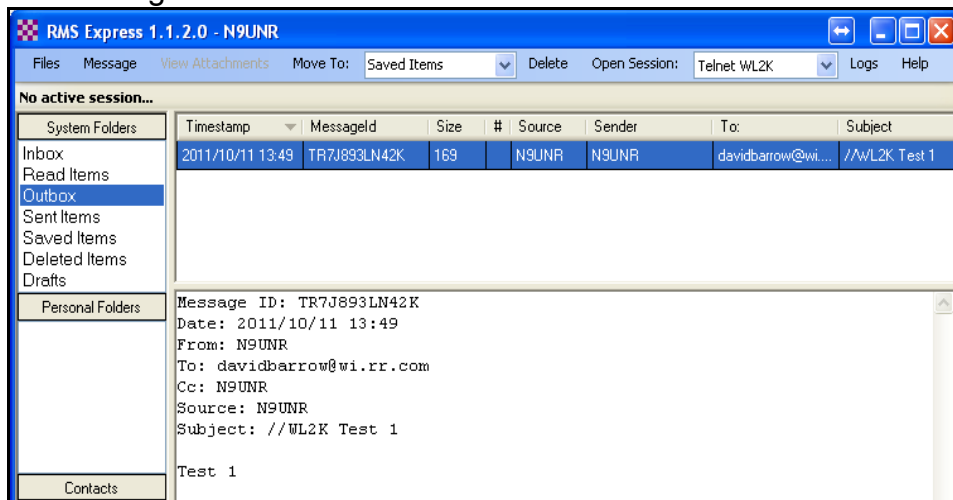 RMS Express 1.1.2.0 - N9UNR
Files Message View Attachments Move To: Saved Items Delete Open Session: Telnet WL2K Logs Help
No active session...
System Folders
Inbox
Read Items
Outbox
Sent Items
Saved Items
Deleted Items
Drafts
Personal Folders
Contacts
Timestamp MessageId Size # Source Sender To: Subject
2011/10/11 13:49 TR7J893LN42K 169 N9UNR N9UNR davidbarrow@wi.... //WL2K Test 1
Message ID: TR7J893LN42K
Date: 2011/10/11 13:49
From: N9UNR
To: davidbarrow@wi.rr.com
Cc: N9UNR
Source: N9UNR
Subject: //WL2K Test 1
Test 1